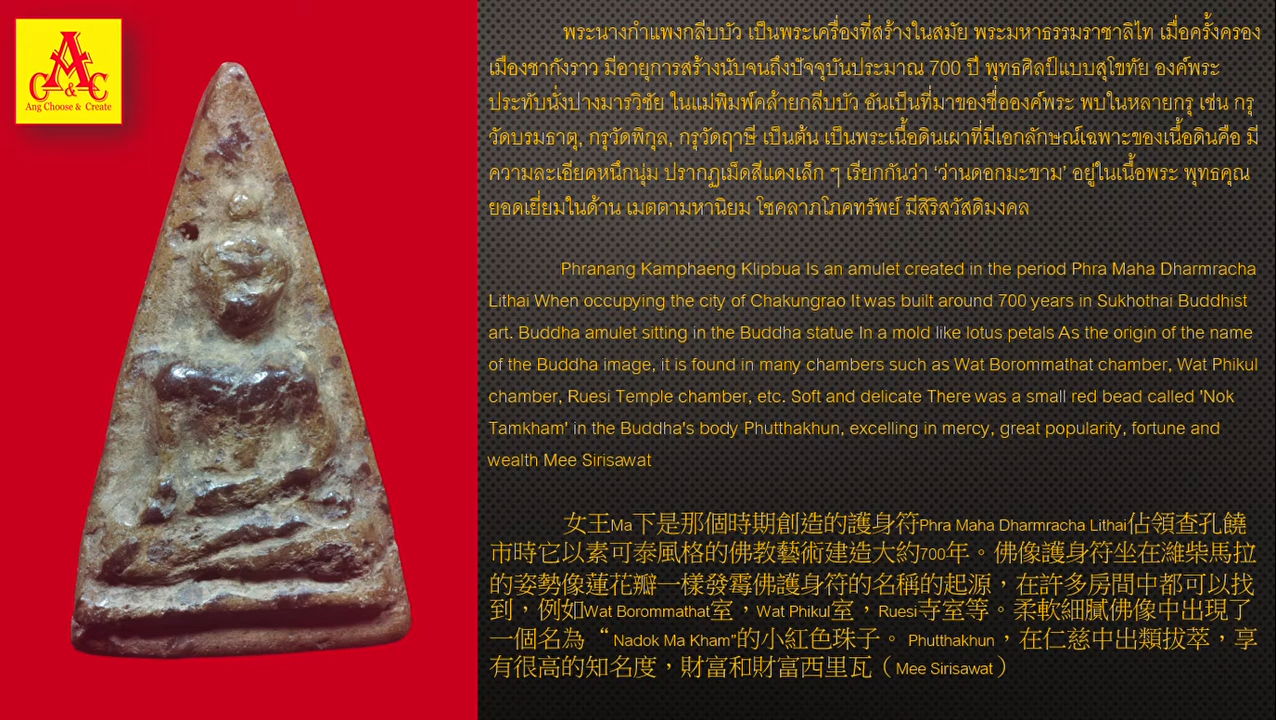 A
C & C
Ang Choose & Create
พระนางกำแพงกลีบบัว เป็นพระเครื่องที่สร้างในสมัย พระมหาธรรมราชาลิไท เมื่อครั้งครอง
เมืองชากังราว มีอายุการสร้างนับจนถึงปัจจุบันประมาณ 700 ปี พุทธศิลป์แบบสุโขทัย องค์พระ
ประทับนั่งปางมารวิชัย ในแม่พิมพ์คล้ายกลีบบัว อันเป็นที่มาของชื่อองค์พระ พบในหลายกรุ เช่น กรุ
วัดบรมธาตุ, กรุวัดพิกุล, กรุวัดฤาษี เป็นต้น เป็นพระเนื้อดินเผาที่มีเอกลักษณ์เฉพาะของเนื้อดินคือ มี
ความละเอียดหนึกนุ่ม ปรากฏเม็ดสีแดงเล็ก ๆ เรียกกันว่า ‘ว่านดอกมะขาม’ อยู่ในเนื้อพระ พุทธคุณ
ยอดเยี่ยมในด้าน เมตตามหานิยม โชคลาภโภคทรัพย์ มีสิริสวัสดิมงคล
Phranang Kamphaeng Klipbua Is an amulet created in the period Phra Maha Dharmracha
Lithai When occupying the city of Chakungrao It was built around 700 years in Sukhothai Buddhist
art. Buddha amulet sitting in the Buddha statue In a mold like lotus petals As the origin of the name
of the Buddha image, it is found in many chambers such as Wat Borommathat chamber, Wat Phikul
chamber, Ruesi Temple chamber, etc. Soft and delicate There was a small red bead called 'Nok
Tamkham' in the Buddha's body Phutthakhun, excelling in mercy, great popularity, fortune and
wealth Mee Sirisawat
女王Ma下是那個時期創造的護身符Phra Maha Dharmracha Lithai佔領查孔饒
市時它以素可泰風格的佛教藝術建造大約700年。佛像護身符坐在濰柴馬拉
的姿勢像蓮花瓣一樣發霉佛護身符的名稱的起源，在許多房間中都可以找
到，例如Wat Borommathat室，Wat Phikul室，Ruesi寺室等。柔軟細膩佛像中出現了
一個名為“Nadok Ma Kham”的小紅色珠子。 Phutthakhun，在仁慈中出類拔萃，享
有很高的知名度，財富和財富西里瓦（Mee Sirisawat）